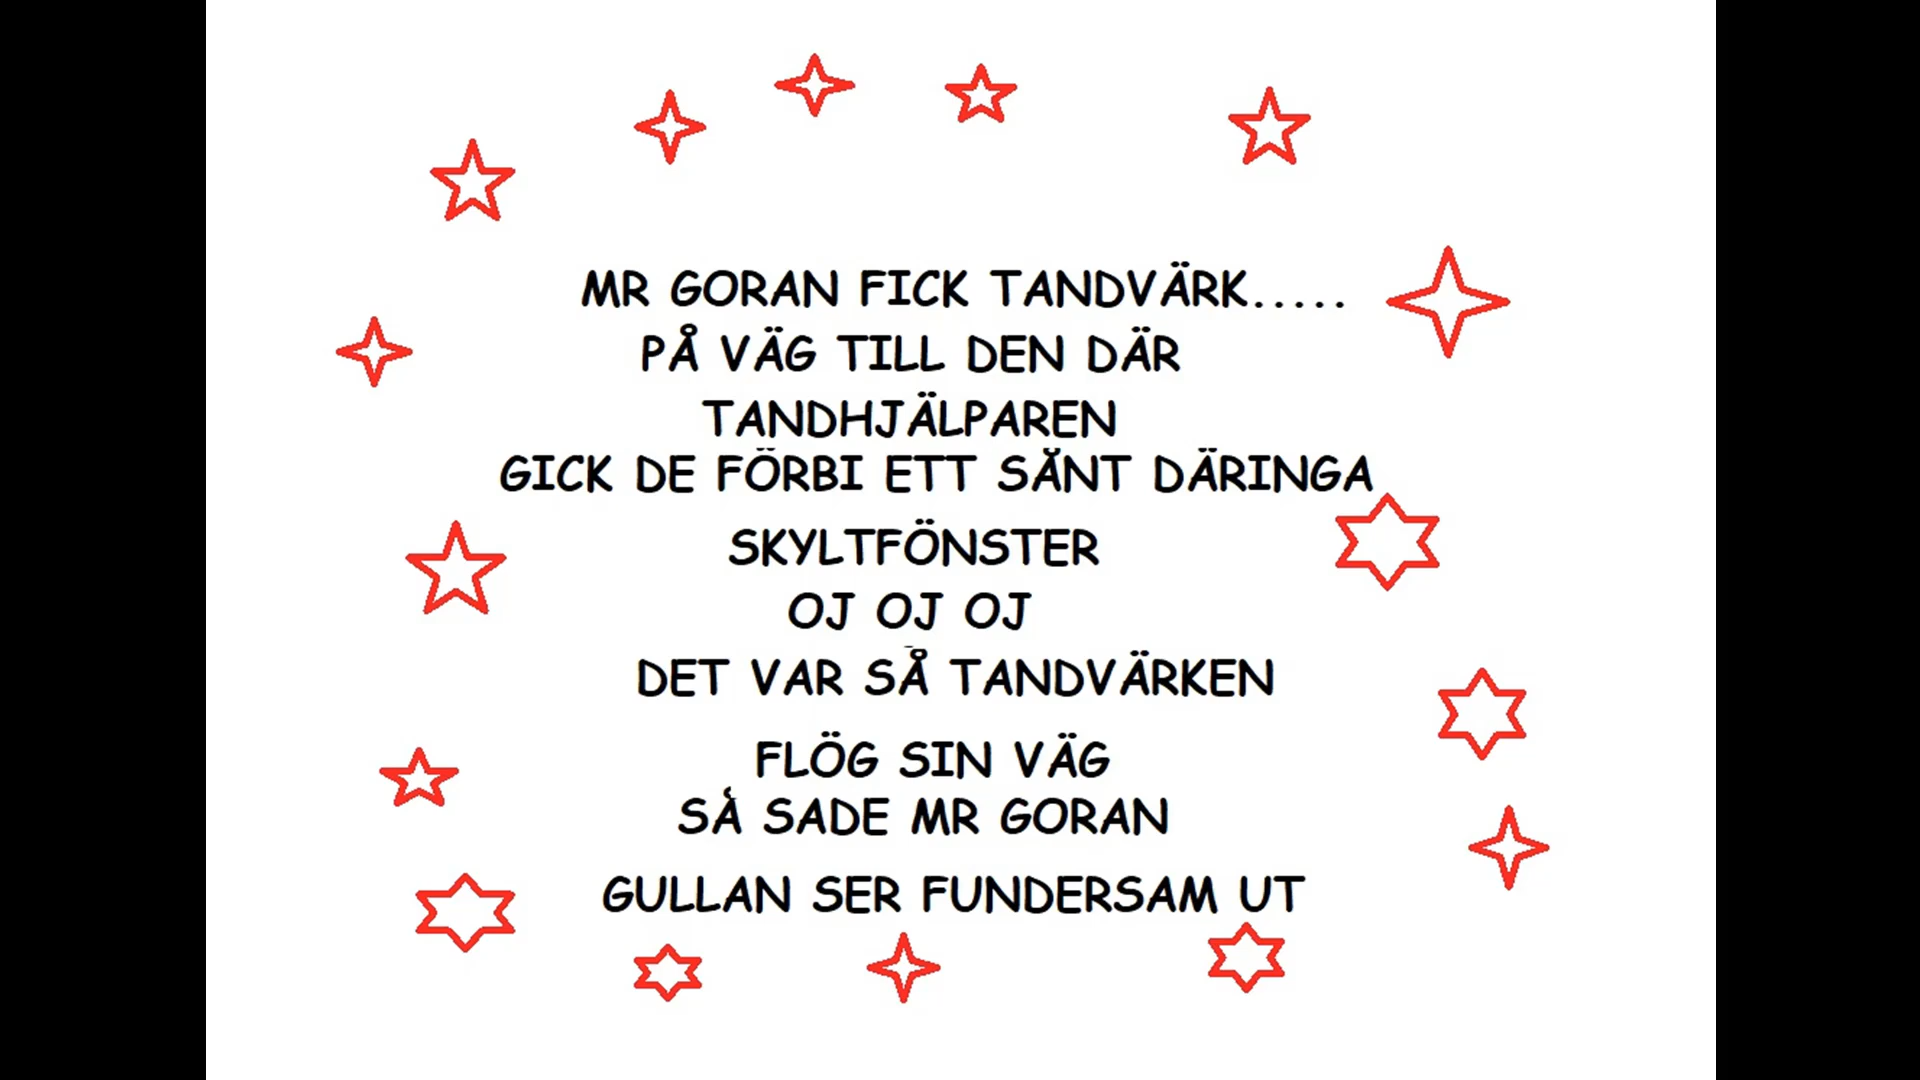 MR GORAN FICK TANDVÄRK.....
PÅ VÄG TILL DEN DÄR
TANDHJÄLPAREN
GICK DE FÖRBI ETT SÄNT DÄRINGA
SKYLTFÖNSTER
OJ OJ OJ
DET VAR SÅ TANDVÄRKEN
FLÖG SIN VÄG
SÅ SADE MR GORAN
GULLAN SER FUNDERSAM UT